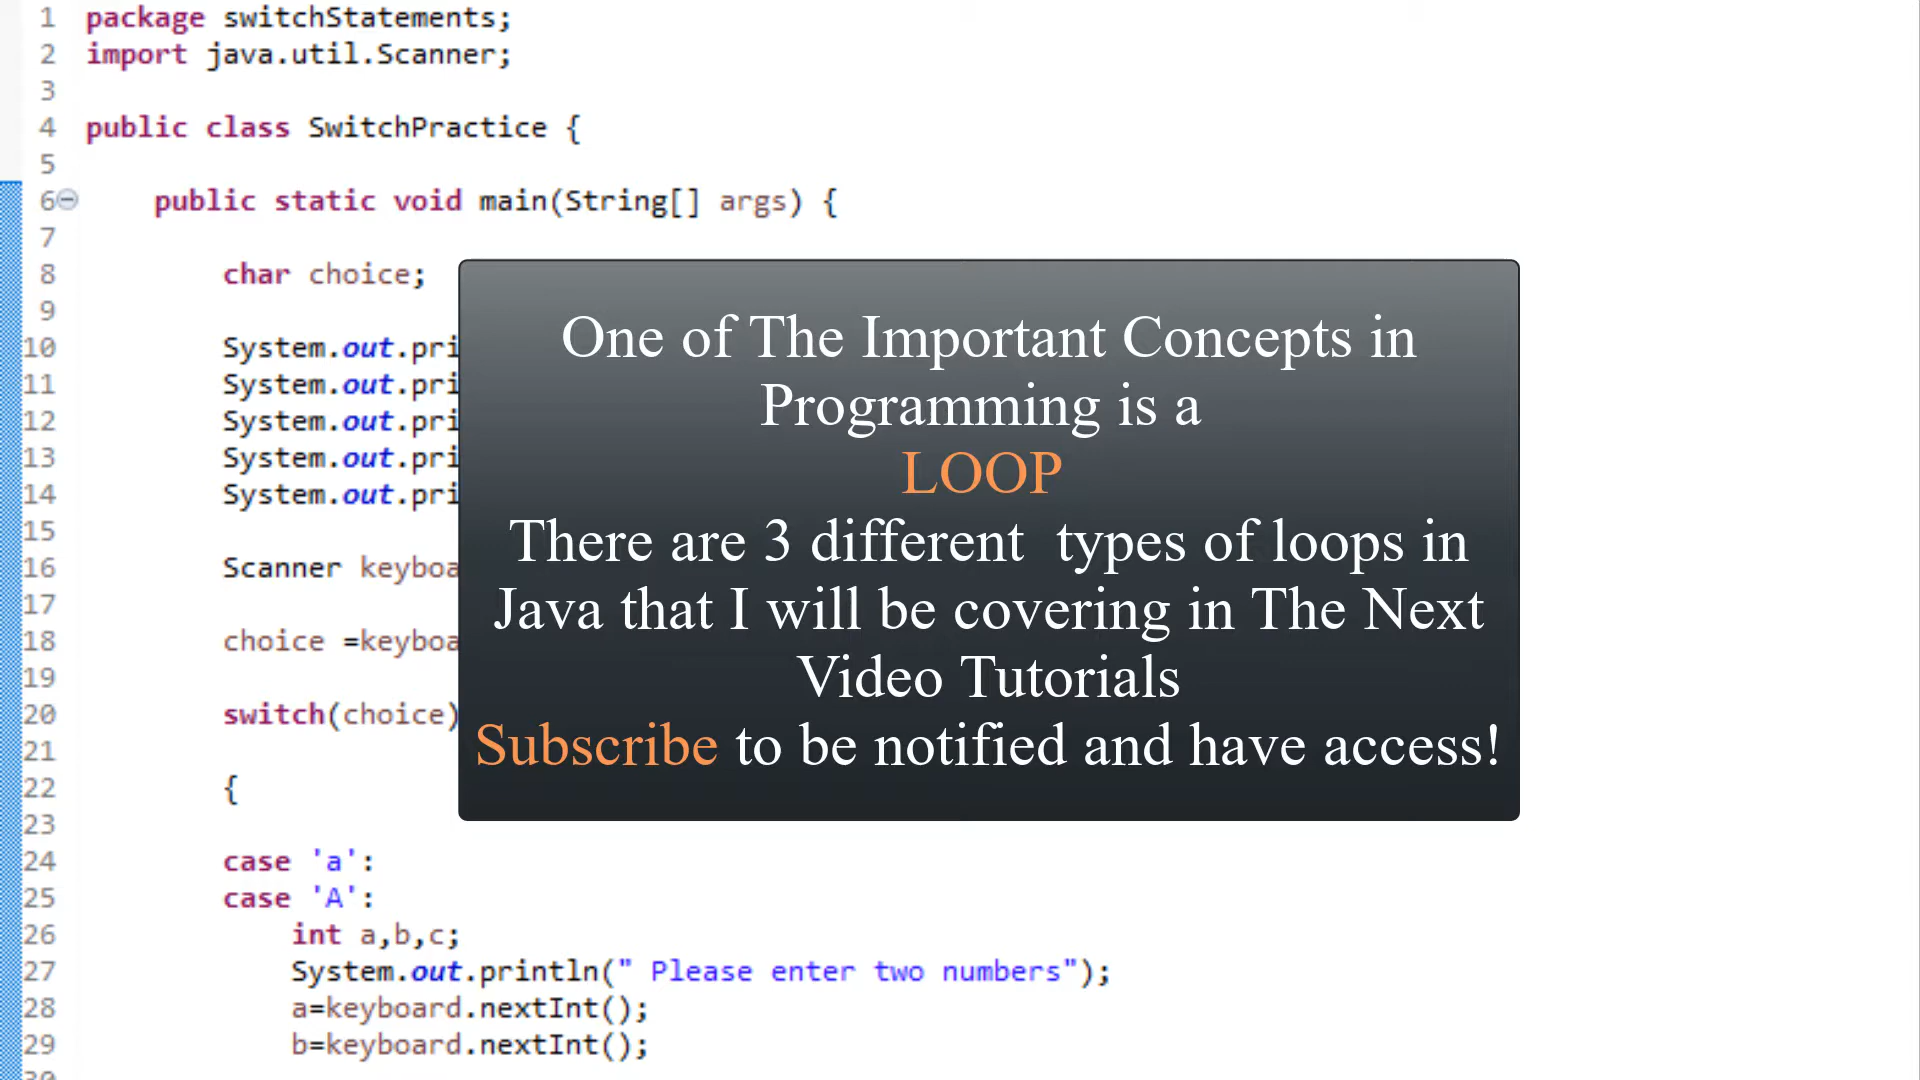 1 package switchStatements;
2 import java.util.Scanner;
3
4 public class SwitchPractice {
5
6 public static void main(String[] args) {
7
8 char choice;
9
10 System.out.pri
11 System.out.pri
12 System.out.pri
13 System.out.pri
14 System.out.pri
15
16 Scanner keyboa
17
18 choice =keyboa
19
20 switch(choice)
21
22 {
23
24 case 'a':
25 case 'A':
26 int a,b,c;
27 System.out.println(" Please enter two numbers");
28 a=keyboard.nextInt();
29 b=keyboard.nextInt();
30
One of The Important Concepts in
Programming is a
LOOP
There are 3 different types of loops in
Java that I will be covering in The Next
Video Tutorials
Subscribe to be notified and have access!